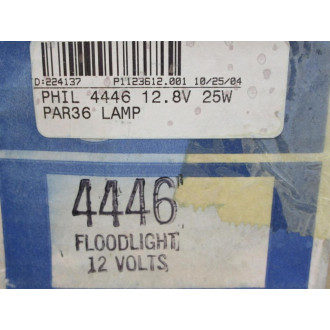 D:224137 P1123612.001 10/25/04
PHIL 4446 12.8V 25W
PAR36 LAMP
4446
FLOODLIGHT
12 VOLTS